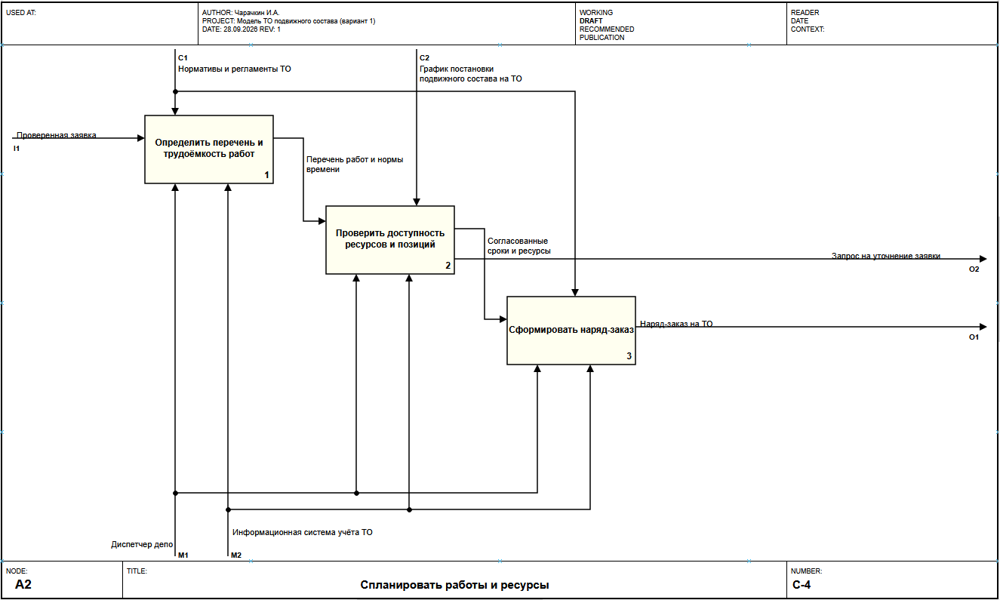 USED AT:
AUTHOR: Чарачкин И.А.
PROJECT: Модель ТО подвижного состава (вариант 1)
DATE: 28.09.2026 REV: 1
WORKING
DRAFT
RECOMMENDED
PUBLICATION
READER
DATE
CONTEXT:
C1
Нормативы и регламенты ТО
C2
График постановки
подвижного состава на ТО
Проверенная заявка
I1
Определить перечень и
трудоёмкость работ
1
Перечень работ и нормы
времени
Проверить доступность
ресурсов и позиций
2
Согласованные
сроки и ресурсы
Запрос на уточнение заявки
O2
Сформировать наряд-заказ
3
Наряд-заказ на ТО
O1
Информационная система учёта ТО
Диспетчер депо
M1
M2
NODE:
A2
TITLE:
Спланировать работы и ресурсы
NUMBER:
C-4